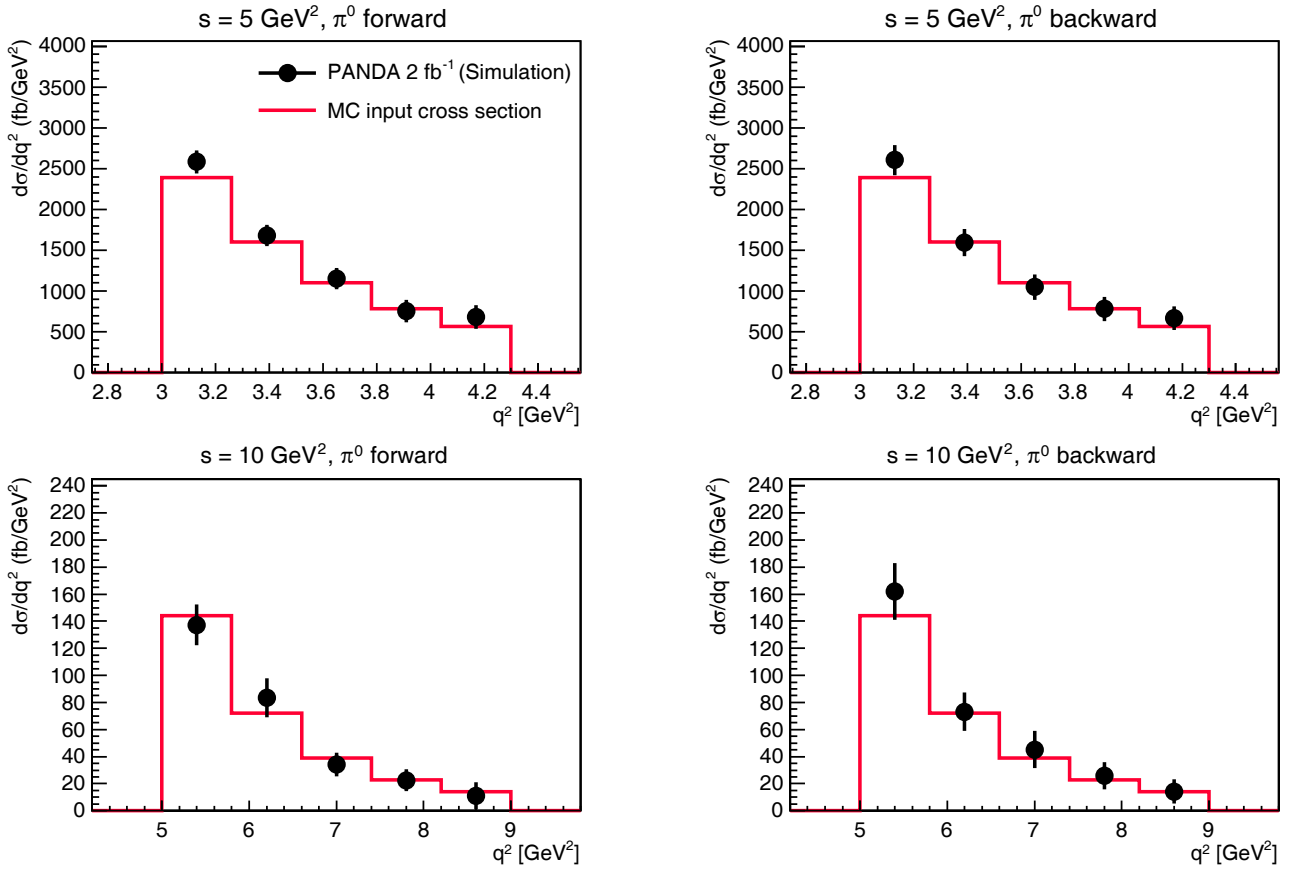 s = 5 GeV², π⁰ forward
dσ/dq² (fb/GeV²)
4000
3500
3000
2500
2000
1500
1000
500
0
PANDA 2 fb⁻¹ (Simulation)
MC input cross section
2.8 3 3.2 3.4 3.6 3.8 4 4.2 4.4
q² [GeV²]
s = 5 GeV², π⁰ backward
dσ/dq² (fb/GeV²)
4000
3500
3000
2500
2000
1500
1000
500
0
2.8 3 3.2 3.4 3.6 3.8 4 4.2 4.4
q² [GeV²]
s = 10 GeV², π⁰ forward
dσ/dq² (fb/GeV²)
240
220
200
180
160
140
120
100
80
60
40
20
0
5 6 7 8 9
q² [GeV²]
s = 10 GeV², π⁰ backward
dσ/dq² (fb/GeV²)
240
220
200
180
160
140
120
100
80
60
40
20
0
5 6 7 8 9
q² [GeV²]